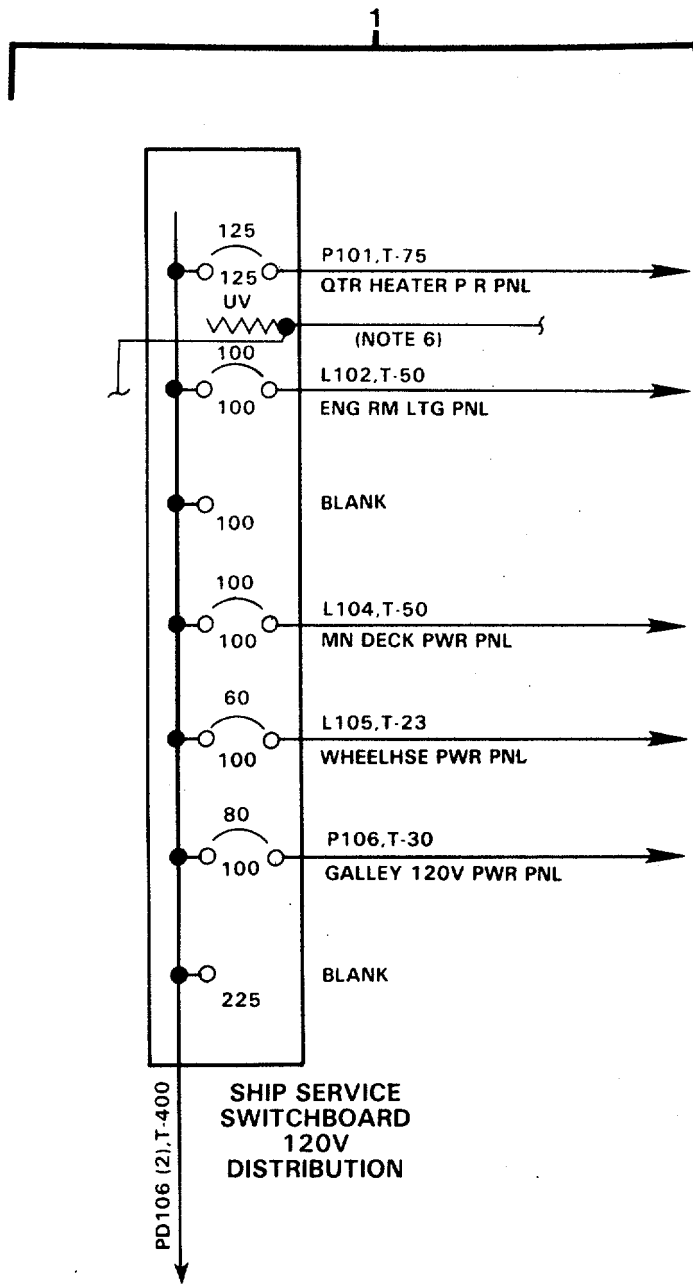 1
125
P101,T-75
125
QTR HEATER P R PNL
UV
(NOTE 6)
100
L102,T-50
100
ENG RM LTG PNL
BLANK
100
100
L104,T-50
100
MN DECK PWR PNL
60
L105,T-23
100
WHEELHSE PWR PNL
80
P106,T-30
100
GALLEY 120V PWR PNL
BLANK
225
PD106 (2),T-400
SHIP SERVICE
SWITCHBOARD
120V
DISTRIBUTION